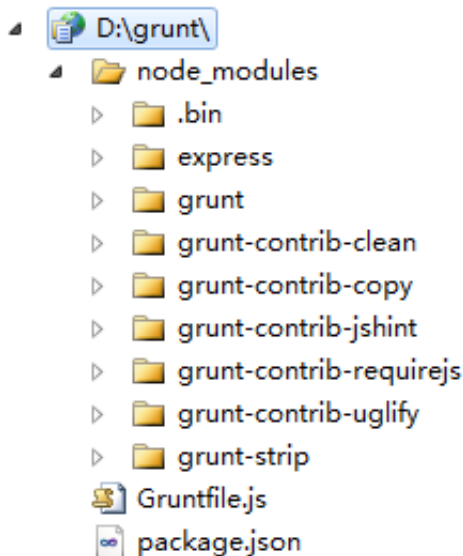 D:\grunt\
node_modules
.bin
express
grunt
grunt-contrib-clean
grunt-contrib-copy
grunt-contrib-jshint
grunt-contrib-requirejs
grunt-contrib-uglify
grunt-strip
Gruntfile.js
package.json